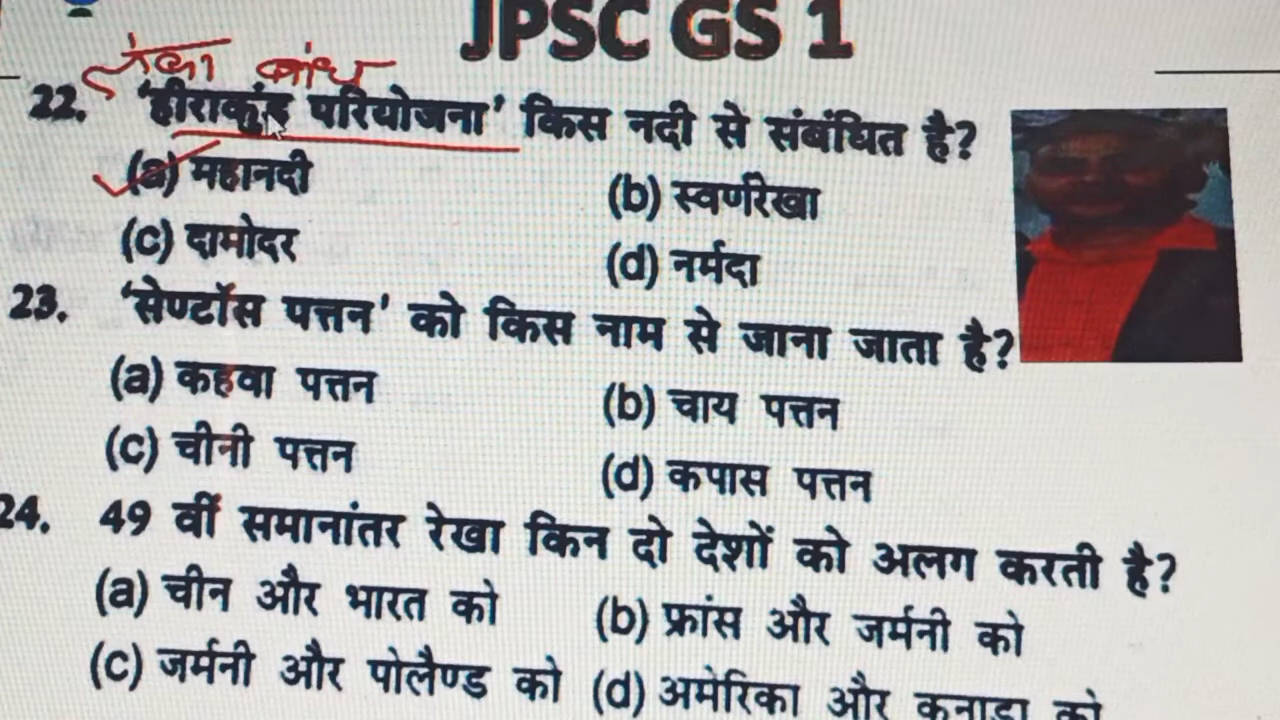 JPSC GS 1
बांध
22. 'हीराकुंड परियोजना' किस नदी से संबंधित है?
(a) महानदी
(b) स्वर्णरेखा
(c) दामोदर
(d) नर्मदा
23. 'सेण्टॉस पत्तन' को किस नाम से जाना जाता है?
(a) कहवा पत्तन
(b) चाय पत्तन
(c) चीनी पत्तन
(d) कपास पत्तन
24. 49 वीं समानांतर रेखा किन दो देशों को अलग करती है?
(a) चीन और भारत को
(b) फ्रांस और जर्मनी को
(c) जर्मनी और पोलैण्ड को
(d) अमेरिका और कनाडा को